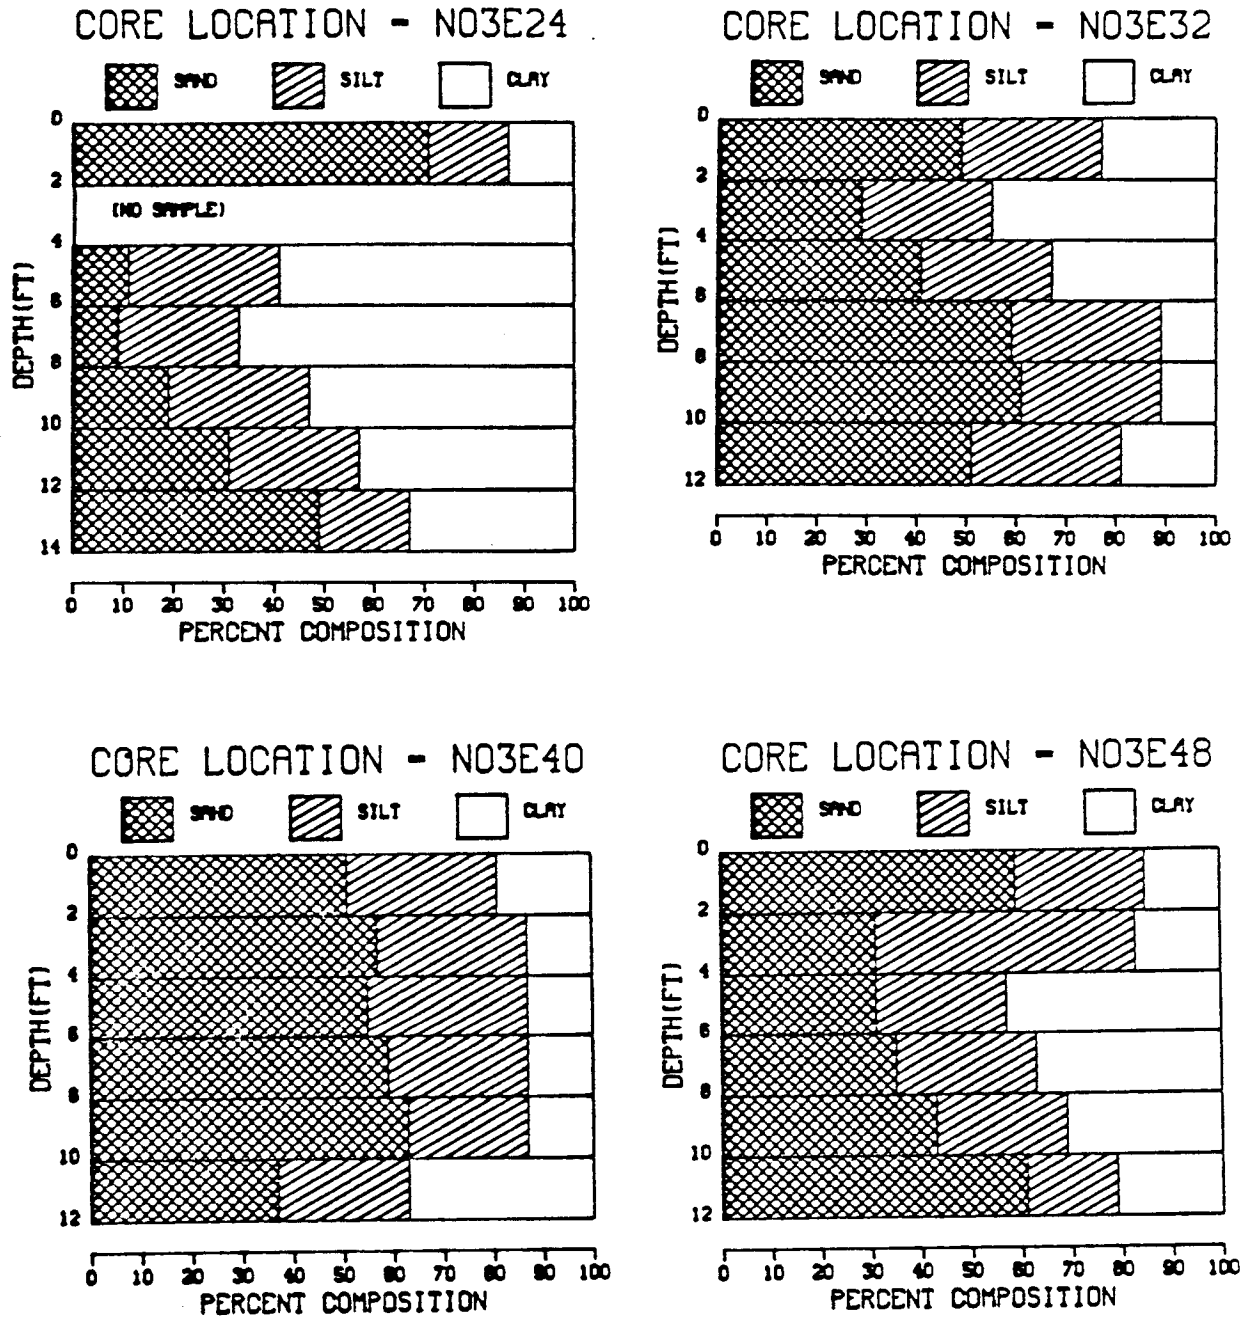 CORE LOCATION - N03E24
SAND SILT CLAY
0
2
(NO SAMPLE)
4
6
8
10
12
14
DEPTH(FT)
0 10 20 30 40 50 60 70 80 90 100
PERCENT COMPOSITION
CORE LOCATION - N03E32
SAND SILT CLAY
0
2
4
6
8
10
12
DEPTH(FT)
0 10 20 30 40 50 60 70 80 90 100
PERCENT COMPOSITION
CORE LOCATION - N03E40
SAND SILT CLAY
0
2
4
6
8
10
12
DEPTH(FT)
0 10 20 30 40 50 60 70 80 90 100
PERCENT COMPOSITION
CORE LOCATION - N03E48
SAND SILT CLAY
0
2
4
6
8
10
12
DEPTH(FT)
0 10 20 30 40 50 60 70 80 90 100
PERCENT COMPOSITION